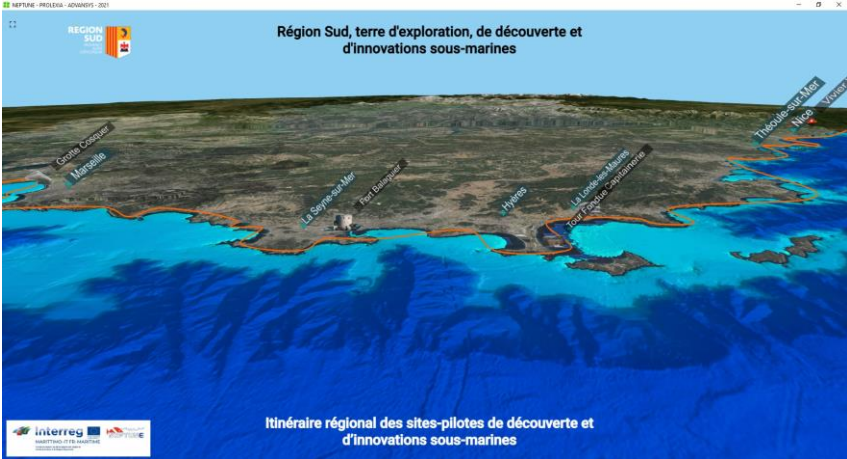 NEPTUNE - PROLEXIA - ADVANSYS - 2021
REGION
SUD
Région Sud, terre d'exploration, de découverte et
d'innovations sous-marines
Grotte Cosquer
Marseille
La Seyne-sur-Mer
Fort Balaguier
Hyères
La Londe-les-Maures
Tour Fondue Capitainerie
Théoule-sur-Mer
Nice
Vivier
Itinéraire régional des sites-pilotes de découverte et
d'innovations sous-marines
Interreg
MARITTIMO-IT FR-MARITIME
NEPTUNE